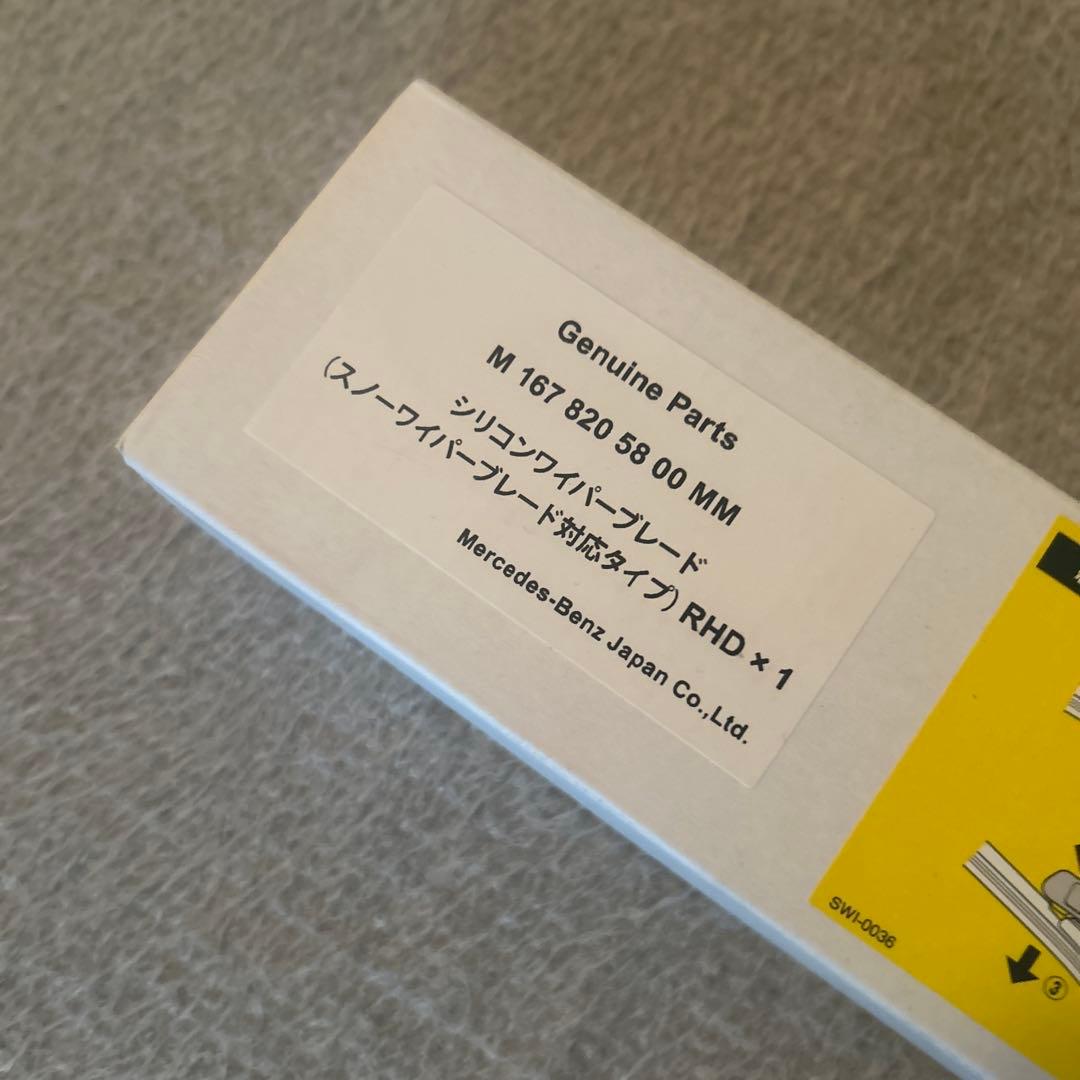 Genuine Parts
M 167 820 58 00 MM
シリコンワイパーブレード
(スノーワイパーブレード対応タイプ) RHD × 1
Mercedes-Benz Japan Co.,Ltd.
SWI-0036
③